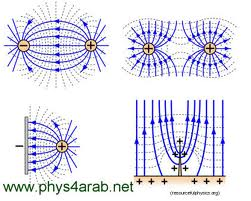 − + + +
− +
+ + + + + + + +
www.phys4arab.net
(resourcefulphysics.org)